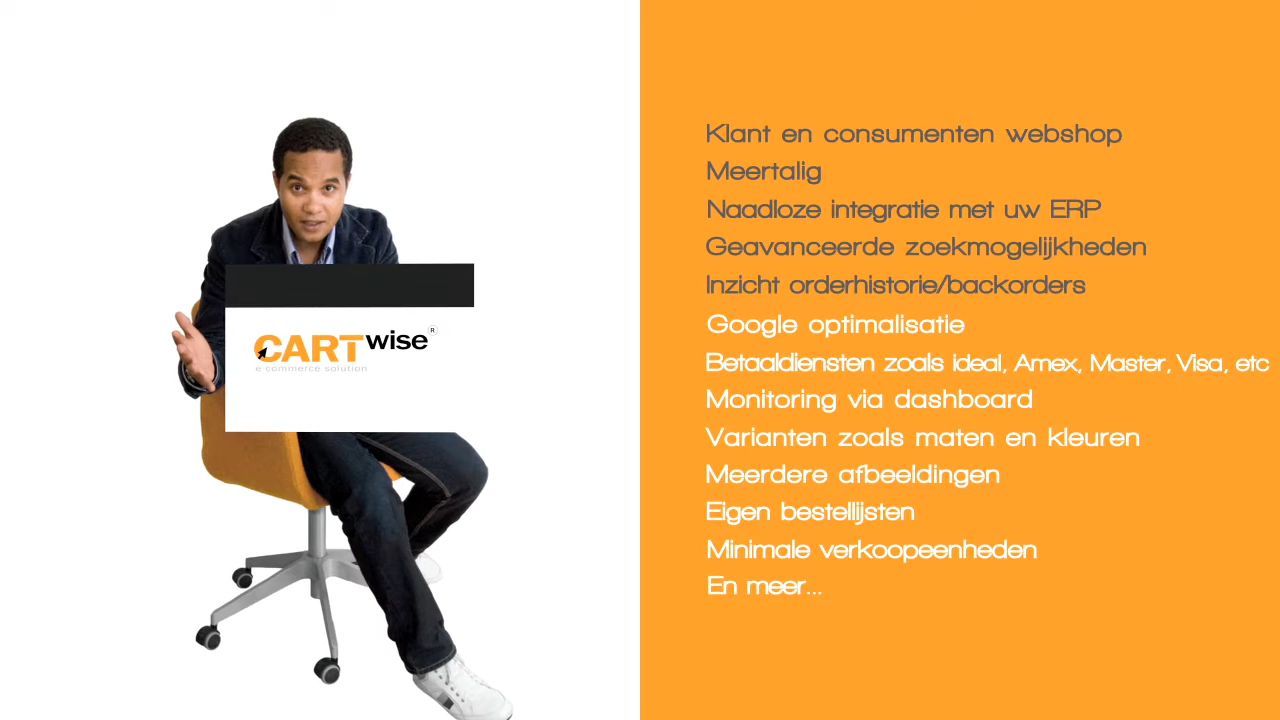 CARTwise®
e commerce solution
Klant en consumenten webshop
Meertalig
Naadloze integratie met uw ERP
Geavanceerde zoekmogelijkheden
Inzicht orderhistorie/backorders
Google optimalisatie
Betaaldiensten zoals ideal, Amex, Master, Visa, etc
Monitoring via dashboard
Varianten zoals maten en kleuren
Meerdere afbeeldingen
Eigen bestellijsten
Minimale verkoopeenheden
En meer...